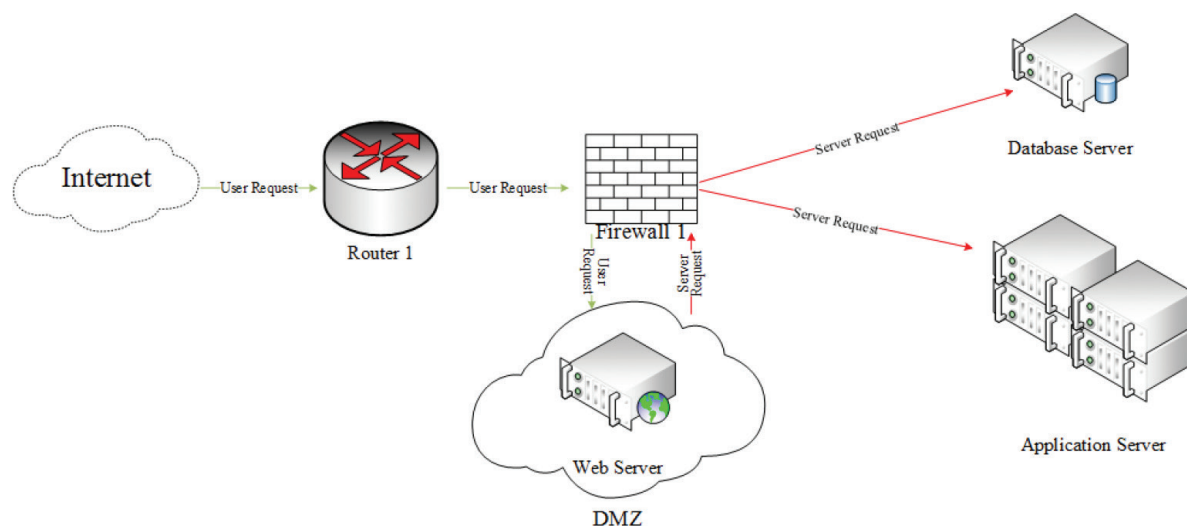 Internet
User Request
Router 1
User Request
Firewall 1
User
Request
Server
Request
Server Request
Database Server
Server Request
Application Server
Web Server
DMZ